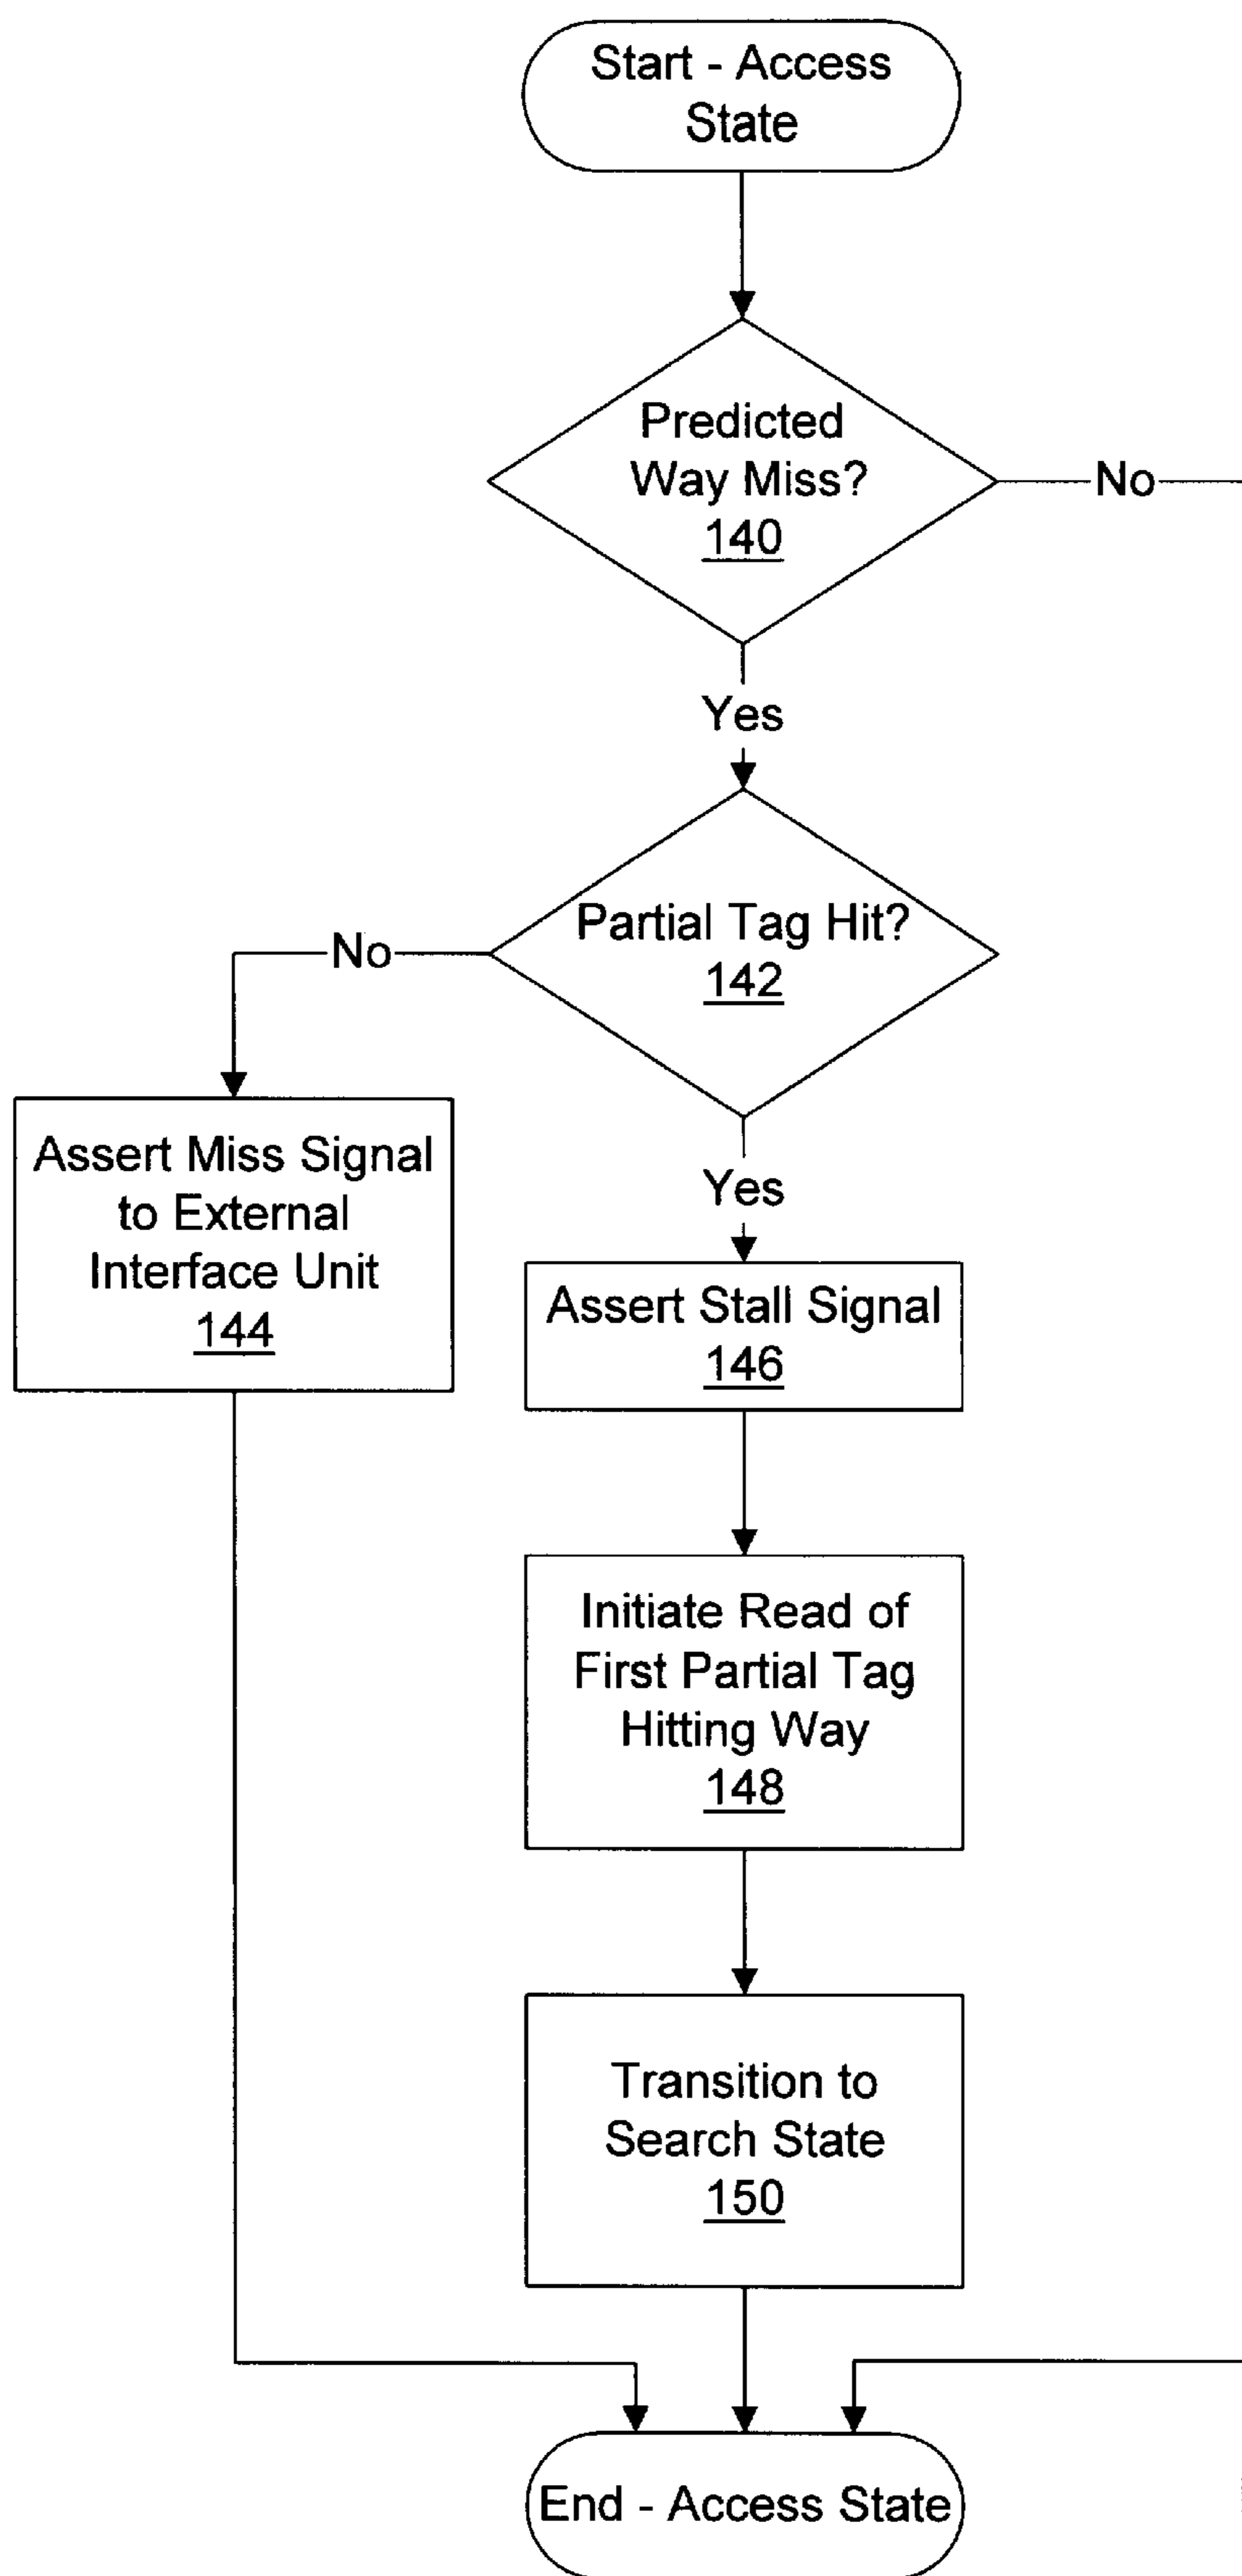 Start - Access
State
Predicted
Way Miss?
140
No
Yes
Partial Tag Hit?
142
No
Yes
Assert Miss Signal
to External
Interface Unit
144
Assert Stall Signal
146
Initiate Read of
First Partial Tag
Hitting Way
148
Transition to
Search State
150
End - Access State